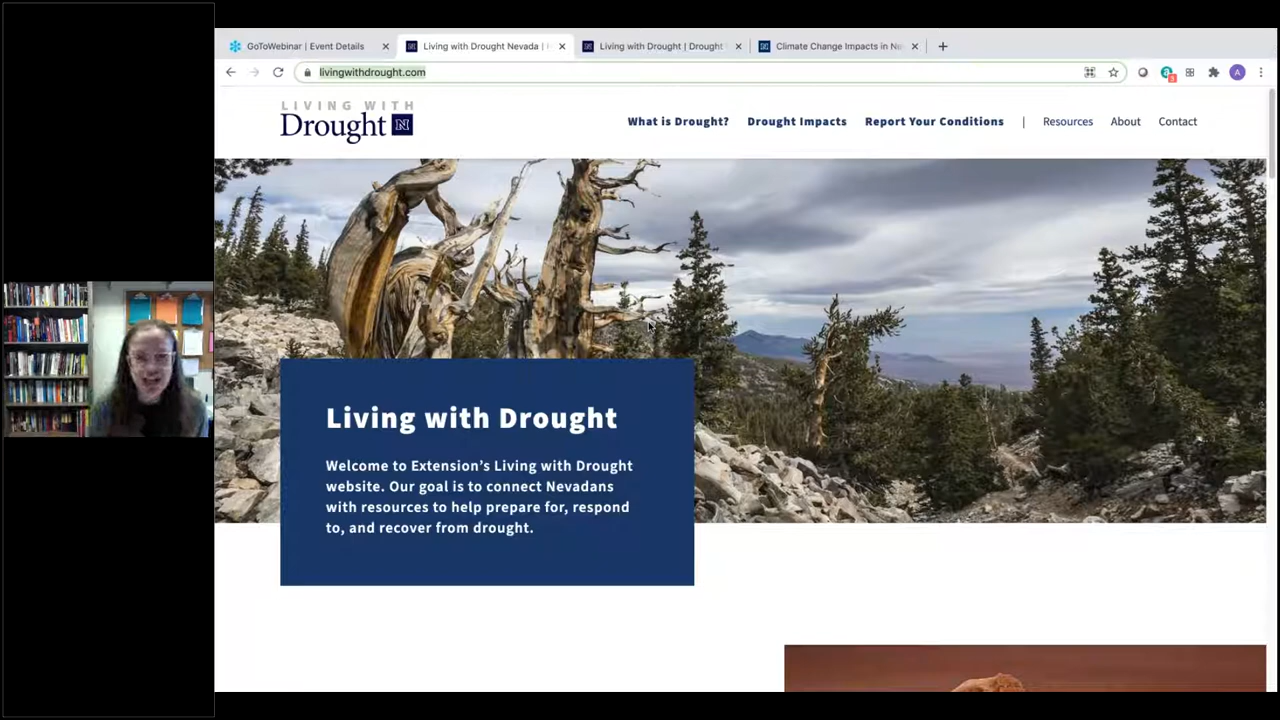 GoToWebinar | Event Details
Living with Drought Nevada |
Living with Drought | Drought
Climate Change Impacts in Ne
livingwithdrought.com
A
LIVING WITH
Drought N
What is Drought?
Drought Impacts
Report Your Conditions
|
Resources
About
Contact
Living with Drought
Welcome to Extension’s Living with Drought
website. Our goal is to connect Nevadans
with resources to help prepare for, respond
to, and recover from drought.